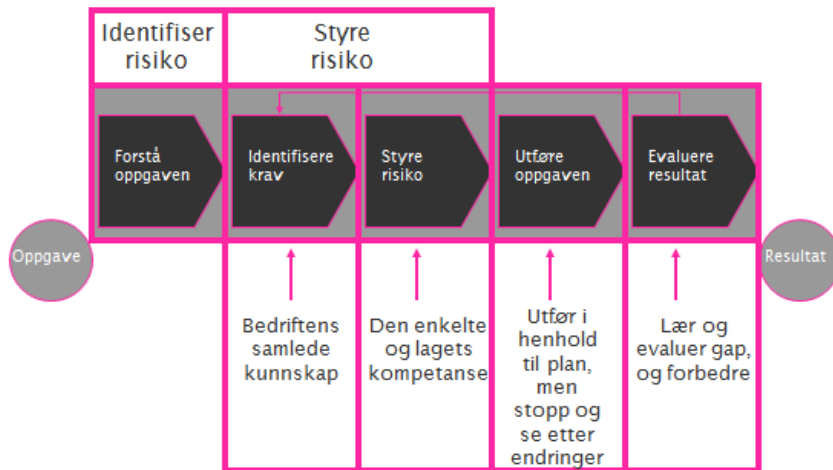 Identifiser
risiko
Styre
risiko
Forstå
oppgaven
Identifisere
krav
Styre
risiko
Utføre
oppgaven
Evaluere
resultat
Oppgave
Resultat
Bedriftens
samlede
kunnskap
Den enkelte
og lagets
kompetanse
Utfør i
henhold
til plan,
men
stopp og
se etter
endringer
Lær og
evaluer gap,
og forbedre